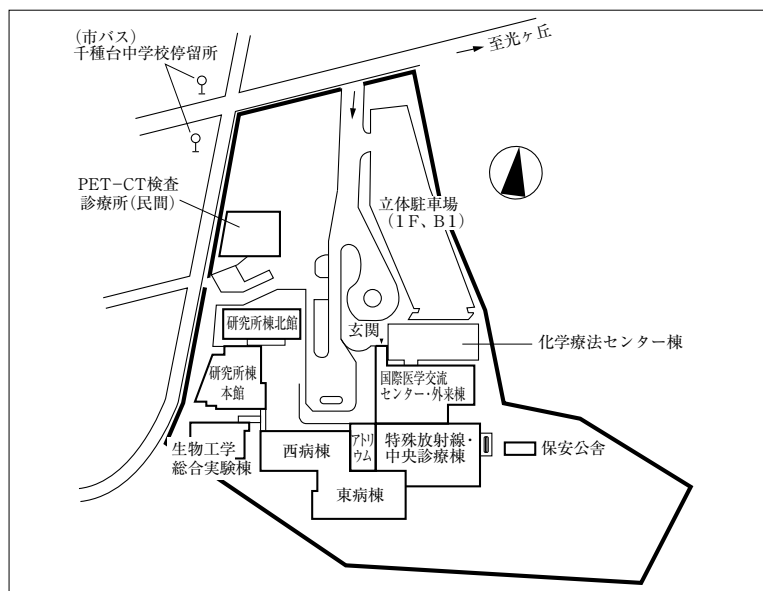 (市バス)
千種台中学校停留所
至光ヶ丘
PET−CT検査
診療所(民間)
立体駐車場
(1F、B1)
研究所棟北館
玄関
化学療法センター棟
研究所棟
本館
国際医学交流
センター・外来棟
生物工学
総合実験棟
西病棟
アトリ
ウム
特殊放射線・
中央診療棟
保安公舎
東病棟